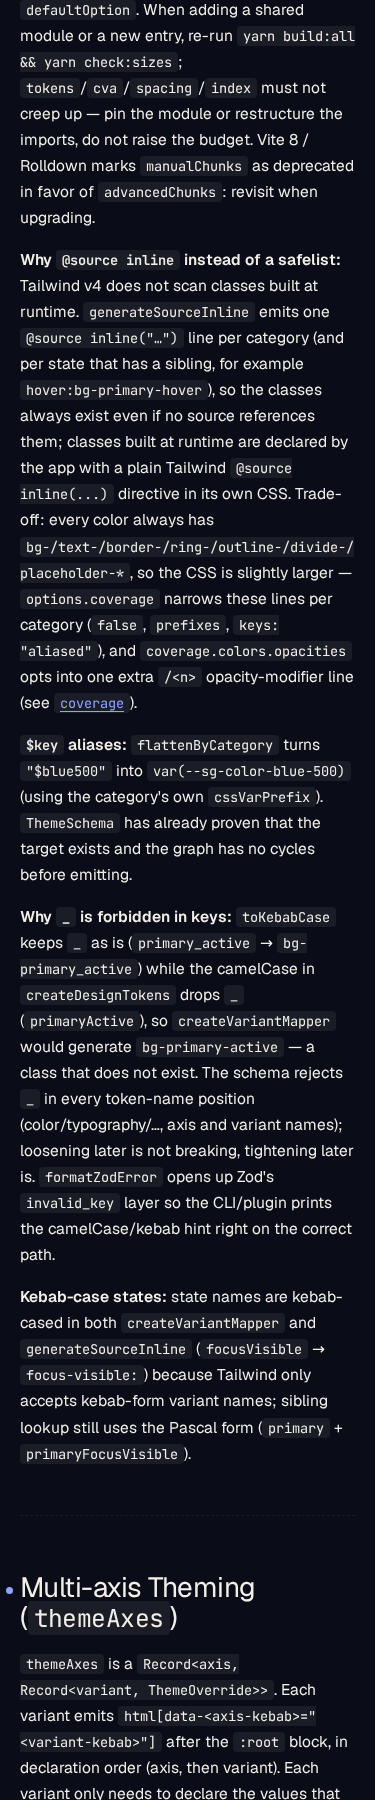 defaultOption. When adding a shared
module or a new entry, re-run yarn build:all
&& yarn check:sizes;
tokens/cva/spacing/index must not
creep up — pin the module or restructure the
imports, do not raise the budget. Vite 8 /
Rolldown marks manualChunks as deprecated
in favor of advancedChunks: revisit when
upgrading.
Why @source inline instead of a safelist:
Tailwind v4 does not scan classes built at
runtime. generateSourceInline emits one
@source inline("…") line per category (and
per state that has a sibling, for example
hover:bg-primary-hover), so the classes
always exist even if no source references
them; classes built at runtime are declared by
the app with a plain Tailwind @source
inline(...) directive in its own CSS. Trade-
off: every color always has
bg-/text-/border-/ring-/outline-/divide-/
placeholder-*, so the CSS is slightly larger —
options.coverage narrows these lines per
category (false, prefixes, keys:
"aliased"), and coverage.colors.opacities
opts into one extra /<n> opacity-modifier line
(see coverage).
$key aliases: flattenByCategory turns
"$blue500" into var(--sg-color-blue-500)
(using the category's own cssVarPrefix).
ThemeSchema has already proven that the
target exists and the graph has no cycles
before emitting.
Why _ is forbidden in keys: toKebabCase
keeps _ as is (primary_active → bg-
primary_active) while the camelCase in
createDesignTokens drops _
(primaryActive), so createVariantMapper
would generate bg-primary-active — a
class that does not exist. The schema rejects
_ in every token-name position
(color/typography/…, axis and variant names);
loosening later is not breaking, tightening later
is. formatZodError opens up Zod's
invalid_key layer so the CLI/plugin prints
the camelCase/kebab hint right on the correct
path.
Kebab-case states: state names are kebab-
cased in both createVariantMapper and
generateSourceInline (focusVisible →
focus-visible:) because Tailwind only
accepts kebab-form variant names; sibling
lookup still uses the Pascal form (primary +
primaryFocusVisible).
Multi-axis Theming
(themeAxes)
themeAxes is a Record<axis,
Record<variant, ThemeOverride>>. Each
variant emits html[data-<axis-kebab>="
<variant-kebab>"] after the :root block, in
declaration order (axis, then variant). Each
variant only needs to declare the values that